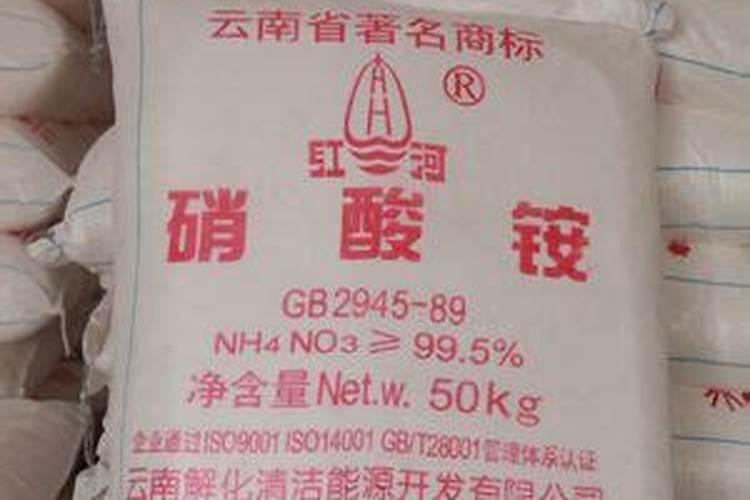 云南省著名商标
®
红河
硝酸铵
GB2945-89
NH4NO3≥99.5%
净含量Net.w. 50kg
企业通过ISO9001 ISO14001 GB/T28001管理体系认证
云南解化清洁能源开发有限公司